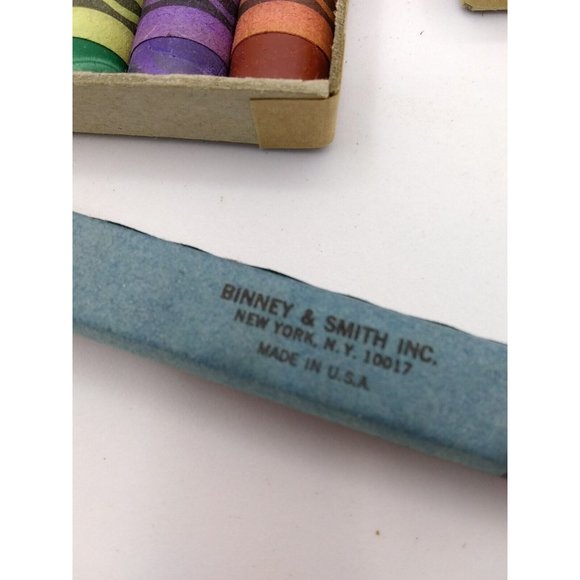 BINNEY & SMITH INC.
NEW YORK, N. Y. 10017
MADE IN U.S.A.